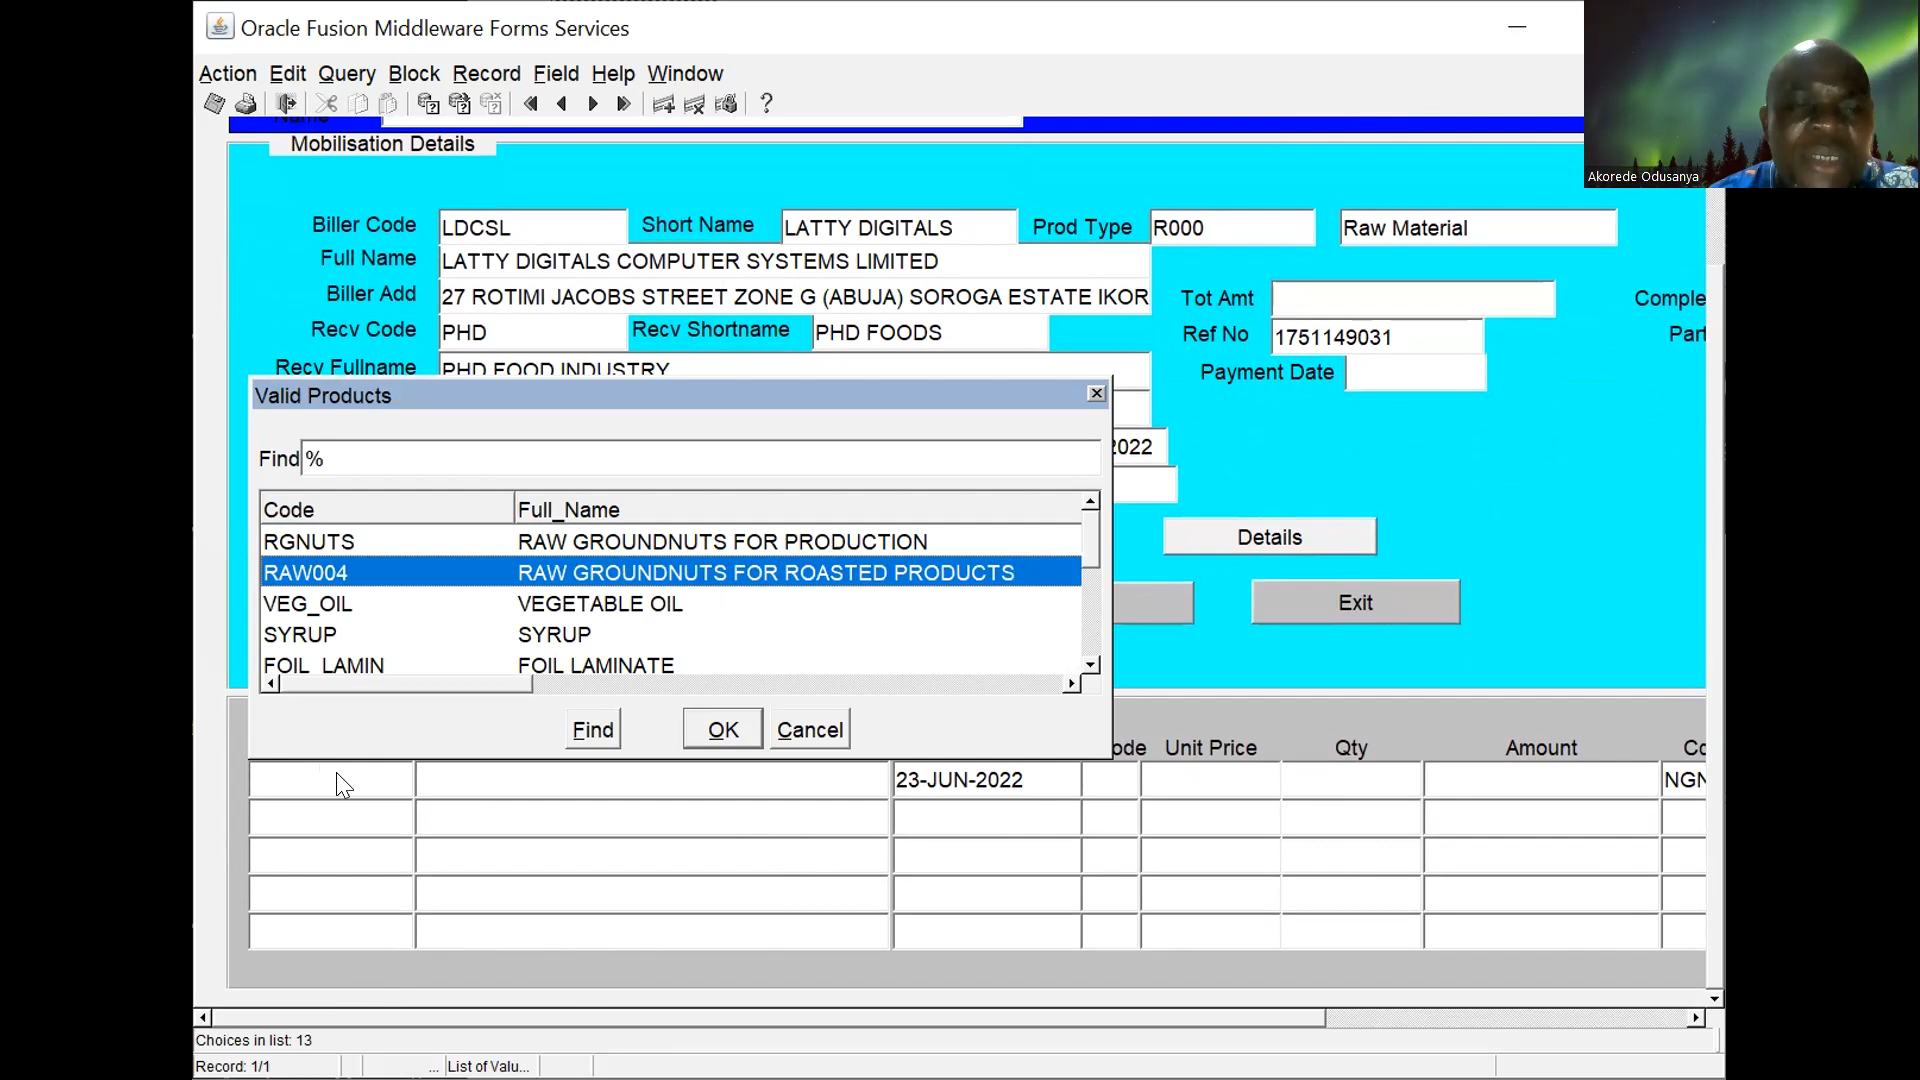 Oracle Fusion Middleware Forms Services
Action Edit Query Block Record Field Help Window
Name
Mobilisation Details
Akorede Odusanya
Biller Code LDCSL Short Name LATTY DIGITALS Prod Type R000 Raw Material
Full Name LATTY DIGITALS COMPUTER SYSTEMS LIMITED
Biller Add 27 ROTIMI JACOBS STREET ZONE G (ABUJA) SOROGA ESTATE IKOR Tot Amt Comple
Recv Code PHD Recv Shortname PHD FOODS Ref No 1751149031 Part
Recv Fullname PHD FOOD INDUSTRY Payment Date
Valid Products
2022
Find %
Code Full_Name
RGNUTS RAW GROUNDNUTS FOR PRODUCTION
RAW004 RAW GROUNDNUTS FOR ROASTED PRODUCTS
VEG_OIL VEGETABLE OIL
SYRUP SYRUP
FOIL_LAMIN FOIL LAMINATE
Details
Exit
Find OK Cancel
ode Unit Price Qty Amount Co
23-JUN-2022 NGN
Choices in list: 13
Record: 1/1 ... List of Valu...